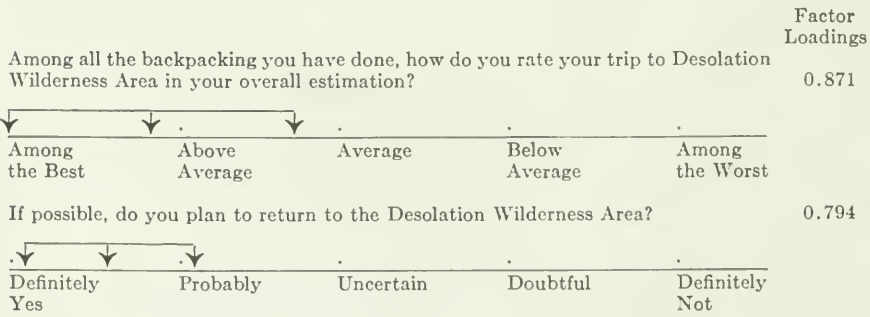 Factor
Loadings
Among all the backpacking you have done, how do you rate your trip to Desolation
Wilderness Area in your overall estimation? 0.871
Among Above Average Below Among
the Best Average Average the Worst
If possible, do you plan to return to the Desolation Wilderness Area? 0.794
Definitely Probably Uncertain Doubtful Definitely
Yes Not